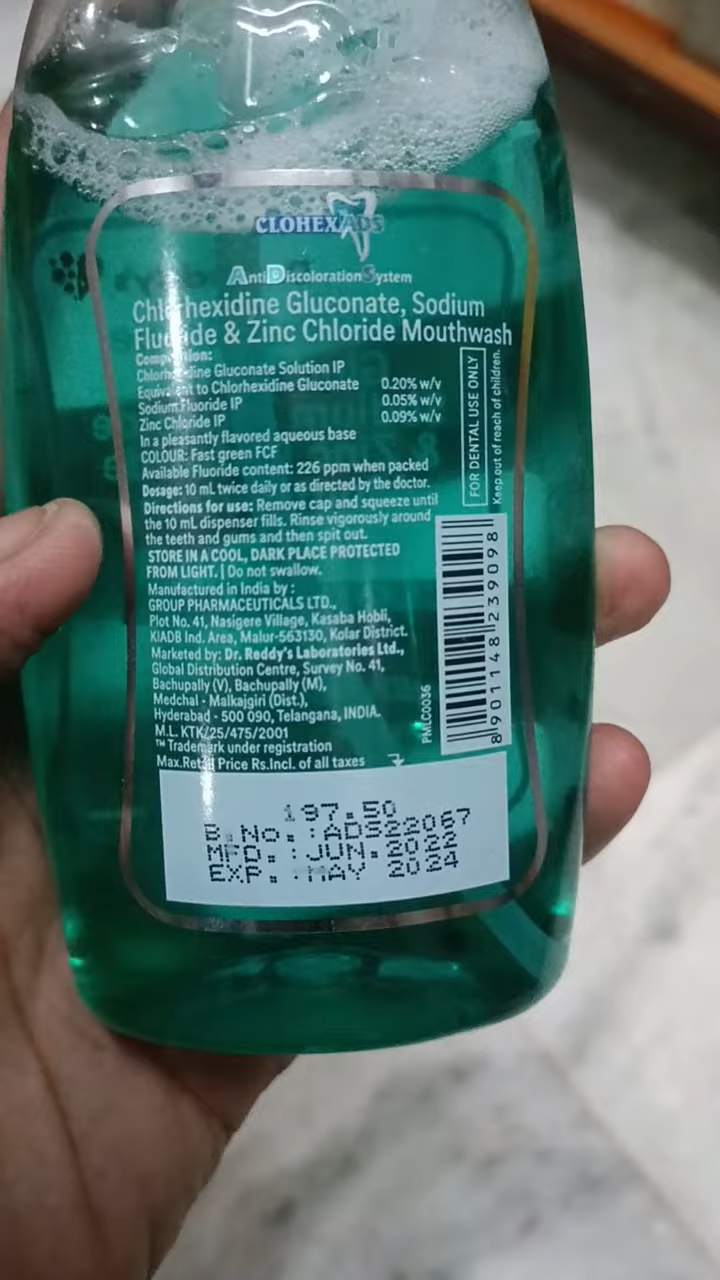 CLOHEX ADS
AntiDiscolorationSystem
Chlorhexidine Gluconate, Sodium
Fluoride & Zinc Chloride Mouthwash
Composition:
Chlorhexidine Gluconate Solution IP
Equivalent to Chlorhexidine Gluconate 0.20% w/v
Sodium Fluoride IP 0.05% w/v
Zinc Chloride IP 0.09% w/v
In a pleasantly flavored aqueous base
COLOUR: Fast green FCF
Available Fluoride content: 226 ppm when packed
Dosage: 10 mL twice daily or as directed by the doctor.
Directions for use: Remove cap and squeeze until
the 10 mL dispenser fills. Rinse vigorously around
the teeth and gums and then spit out.
STORE IN A COOL, DARK PLACE PROTECTED
FROM LIGHT. | Do not swallow.
Manufactured in India by :
GROUP PHARMACEUTICALS LTD.,
Plot No. 41, Nasigere Village, Kasaba Hobli,
KIADB Ind. Area, Malur-563130, Kolar District.
Marketed by: Dr. Reddy's Laboratories Ltd.,
Global Distribution Centre, Survey No. 41,
Bachupally (V), Bachupally (M),
Medchal - Malkajgiri (Dist.),
Hyderabad - 500 090, Telangana, INDIA.
M.L. KTK/25/475/2001
™ Trademark under registration
Max.Retail Price Rs.Incl. of all taxes
FOR DENTAL USE ONLY
Keep out of reach of children.
8901148239098
PMLC0036
197.50
B.No. :ADS22067
MFD. : JUN. 2022
EXP. : MAY 2024